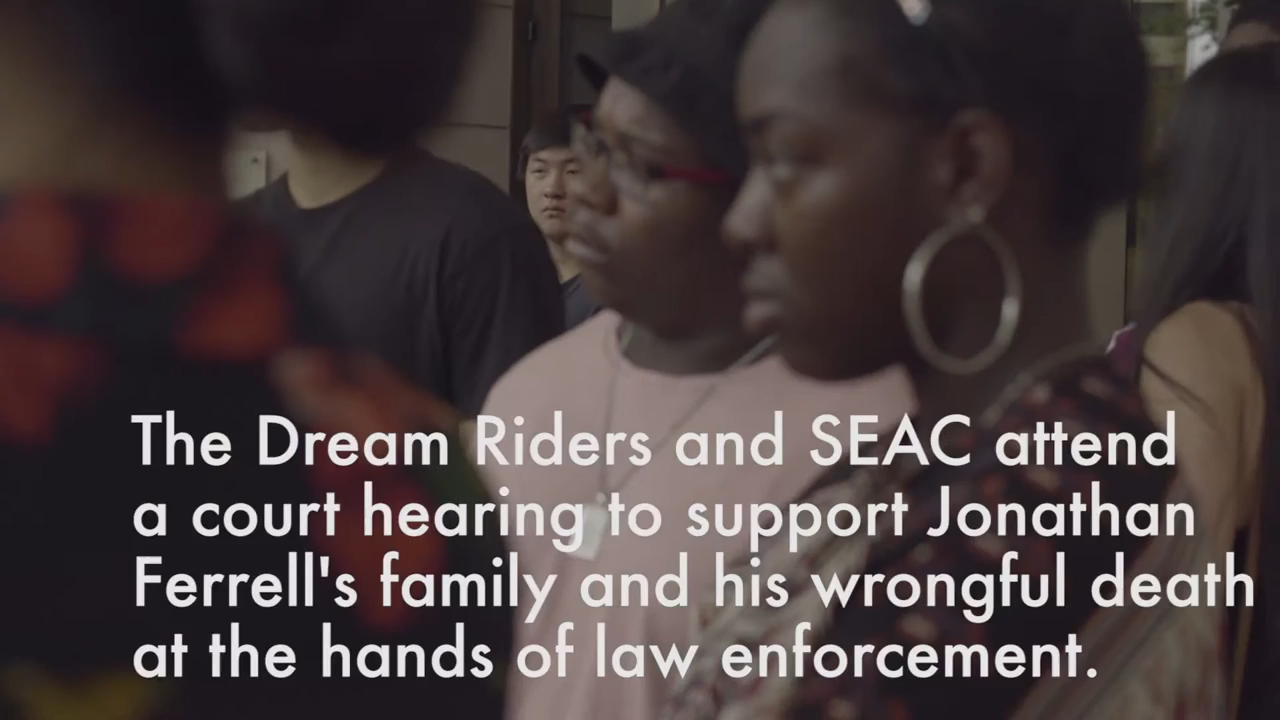 The Dream Riders and SEAC attend
a court hearing to support Jonathan
Ferrell's family and his wrongful death
at the hands of law enforcement.